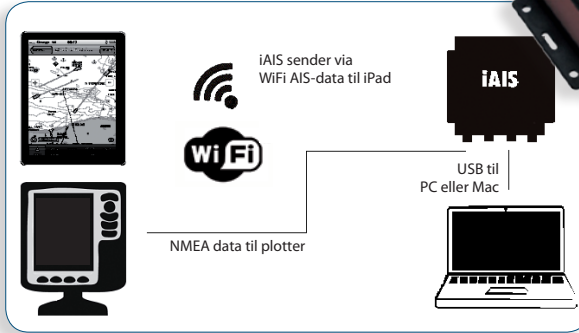 iAIS sender via
WiFi AIS-data til iPad
iAIS
Wi Fi
USB til
PC eller Mac
NMEA data til plotter